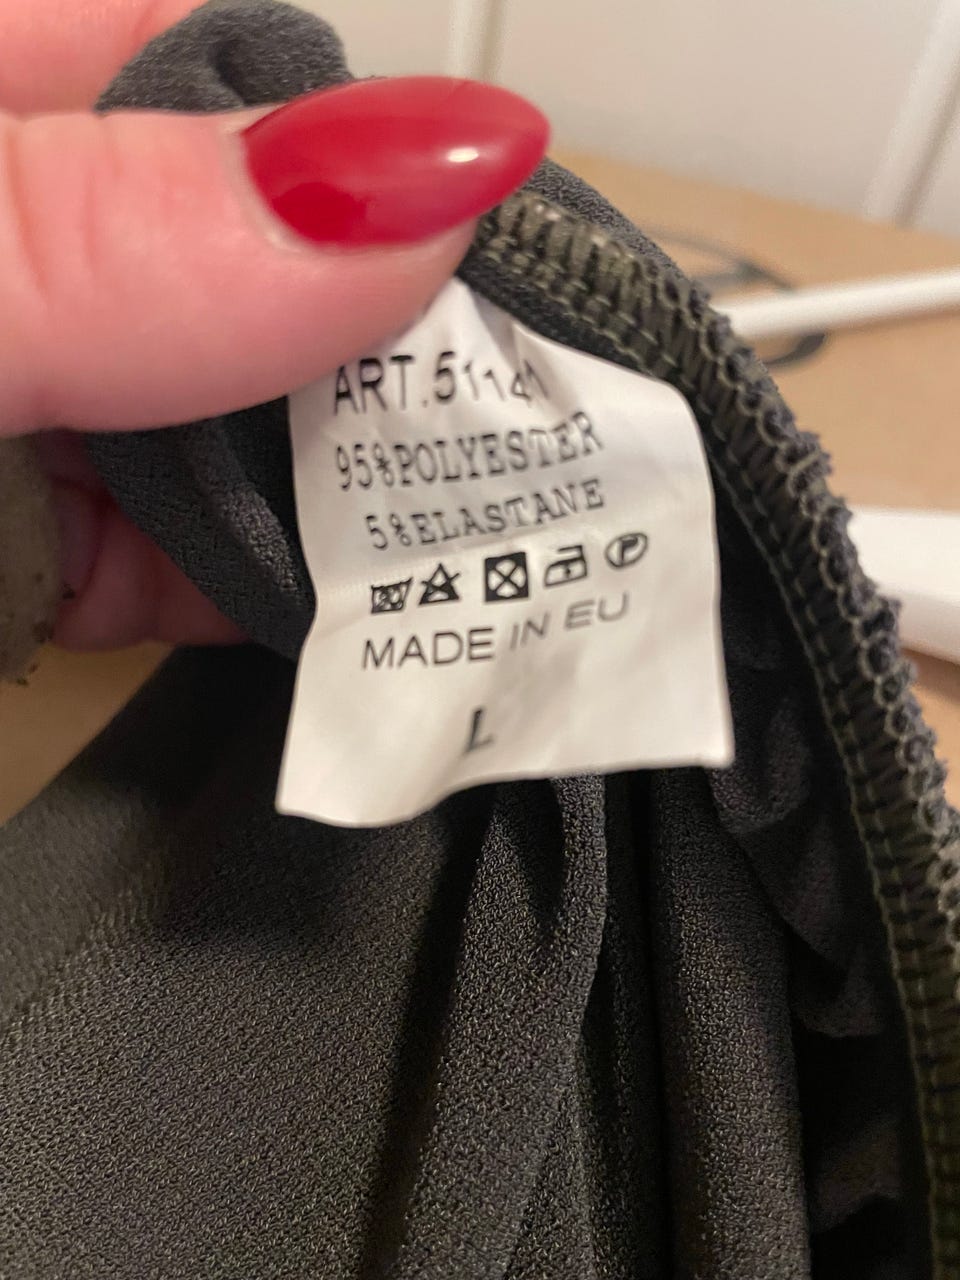 ART.51141
95%POLYESTER
5%ELASTANE
P
MADE IN EU
L